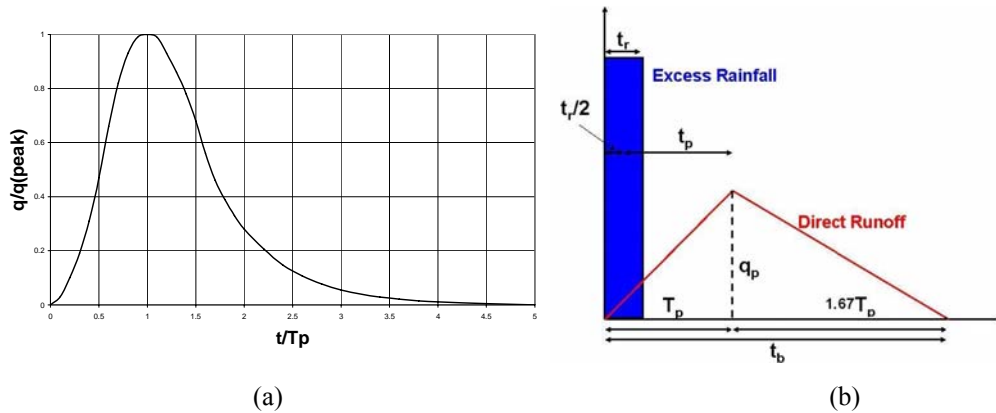 q/q(peak)
1
0.8
0.6
0.4
0.2
0
0 0.5 1 1.5 2 2.5 3 3.5 4 4.5 5
t/Tp
(a)
tr
Excess Rainfall
tr/2
tp
Direct Runoff
qp
Tp
1.67Tp
tb
(b)